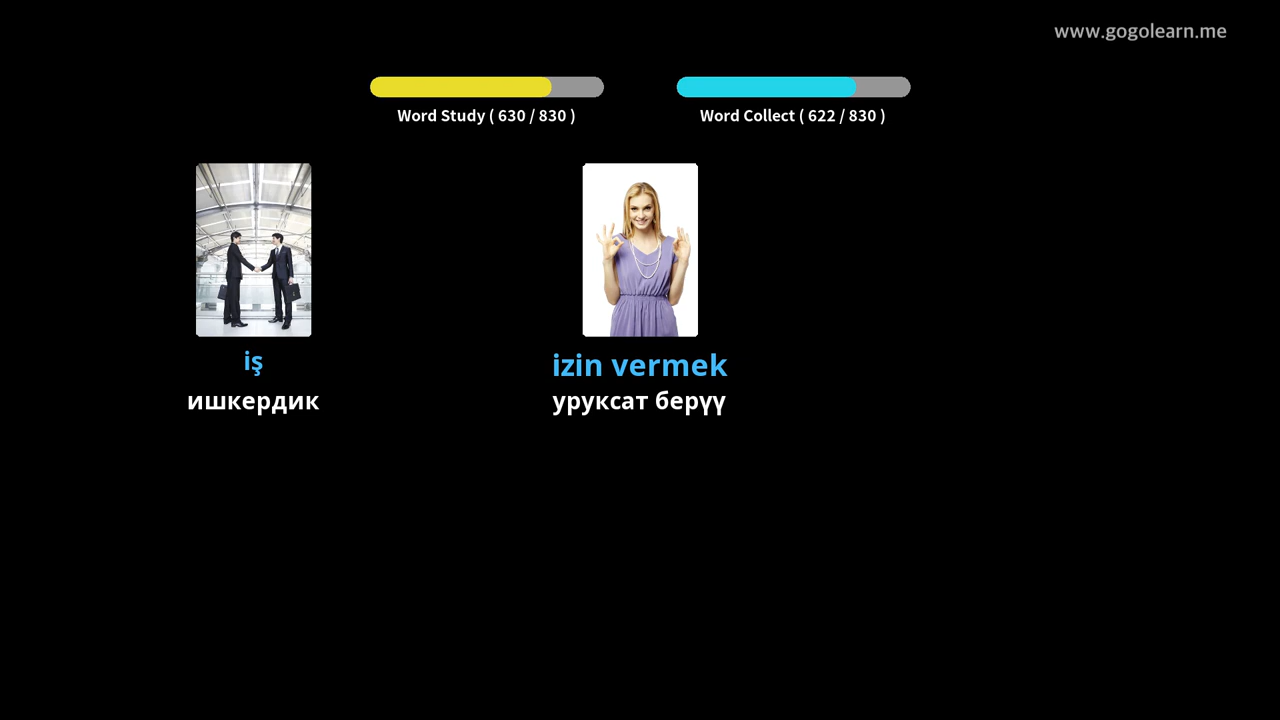 www.gogolearn.me
Word Study ( 630 / 830 )
Word Collect ( 622 / 830 )
iş
ишкердик
izin vermek
уруксат берүү